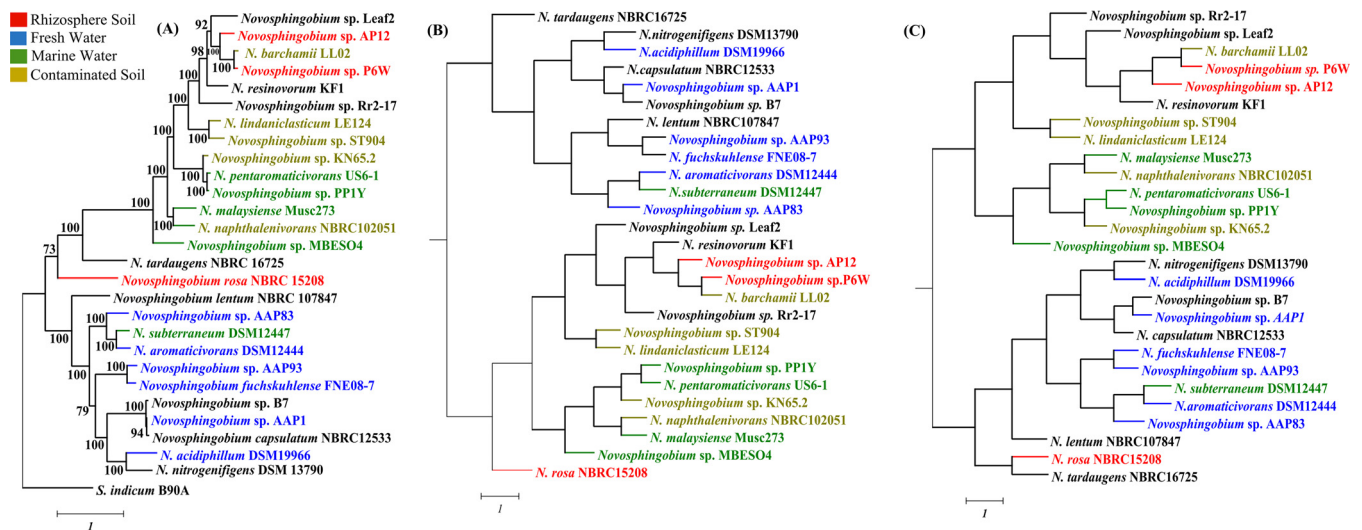 Rhizosphere Soil
Fresh Water
Marine Water
Contaminated Soil
(A)
Novosphingobium sp. Leaf2
Novosphingobium sp. AP12
N. barchamii LL02
Novosphingobium sp. P6W
N. resinovorum KF1
Novosphingobium sp. Rr2-17
N. lindaniclasticum LE124
Novosphingobium sp. ST904
Novosphingobium sp. KN65.2
N. pentaromaticivorans US6-1
Novosphingobium sp. PP1Y
N. malaysiense Musc273
N. naphthalenivorans NBRC102051
Novosphingobium sp. MBESO4
N. tardaugens NBRC 16725
Novosphingobium rosa NBRC 15208
Novosphingobium lentum NBRC 107847
Novosphingobium sp. AAP83
N. subterraneum DSM12447
N. aromaticivorans DSM12444
Novosphingobium sp. AAP93
Novosphingobium fuchskuhlense FNE08-7
Novosphingobium sp. B7
Novosphingobium sp. AAP1
Novosphingobium capsulatum NBRC12533
N. acidiphillum DSM19966
N. nitrogenifigens DSM 13790
S. indicum B90A
92
100
98
100
100
100
100
100
100
100
100
100
100
73
100
100
100
100
100
79
100
94
100
100
1
(B)
N. tardaugens NBRC16725
N.nitrogenifigens DSM13790
N.acidiphillum DSM19966
N.capsulatum NBRC12533
Novosphingobium sp. AAP1
Novosphingobium sp. B7
N. lentum NBRC107847
Novosphingobium sp. AAP93
N. fuchskuhlense FNE08-7
N. aromaticivorans DSM12444
N.subterraneum DSM12447
Novosphingobium sp. AAP83
Novosphingobium sp. Leaf2
N. resinovorum KF1
Novosphingobium sp. AP12
Novosphingobium sp.P6W
N. barchamii LL02
Novosphingobium sp. Rr2-17
Novosphingobium sp. ST904
N. lindaniclasticum LE124
Novosphingobium sp. PP1Y
N. pentaromaticivorans US6-1
Novosphingobium sp. KN65.2
N. naphthalenivorans NBRC102051
N. malaysiense Musc273
Novosphingobium sp. MBESO4
N. rosa NBRC15208
1
(C)
Novosphingobium sp. Rr2-17
Novosphingobium sp. Leaf2
N. barchamii LL02
Novosphingobium sp. P6W
Novosphingobium sp. AP12
N. resinovorum KF1
Novosphingobium sp. ST904
N. lindaniclasticum LE124
N. malaysiense Musc273
N. naphthalenivorans NBRC102051
N. pentaromaticivorans US6-1
Novosphingobium sp. PP1Y
Novosphingobium sp. KN65.2
Novosphingobium sp. MBESO4
N. nitrogenifigens DSM13790
N. acidiphillum DSM19966
Novosphingobium sp. B7
Novosphingobium sp. AAP1
N. capsulatum NBRC12533
N. fuchskuhlense FNE08-7
Novosphingobium sp. AAP93
N. subterraneum DSM12447
N.aromaticivorans DSM12444
Novosphingobium sp. AAP83
N. lentum NBRC107847
N. rosa NBRC15208
N. tardaugens NBRC16725
1